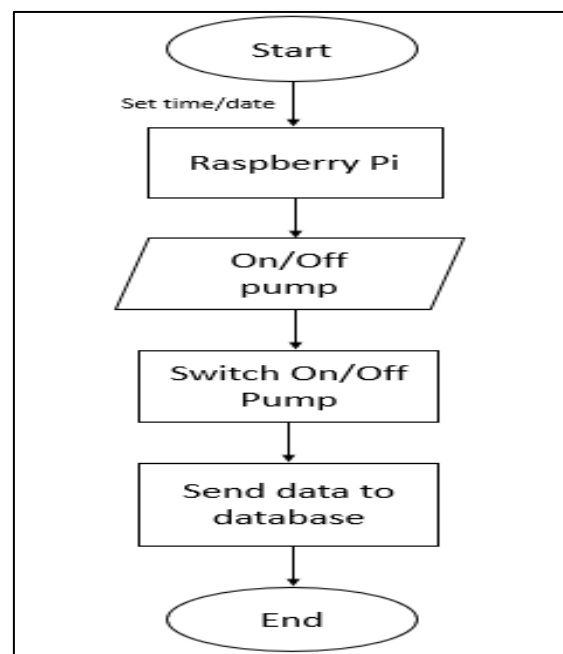 Start
Set time/date
Raspberry Pi
On/Off
pump
Switch On/Off
Pump
Send data to
database
End